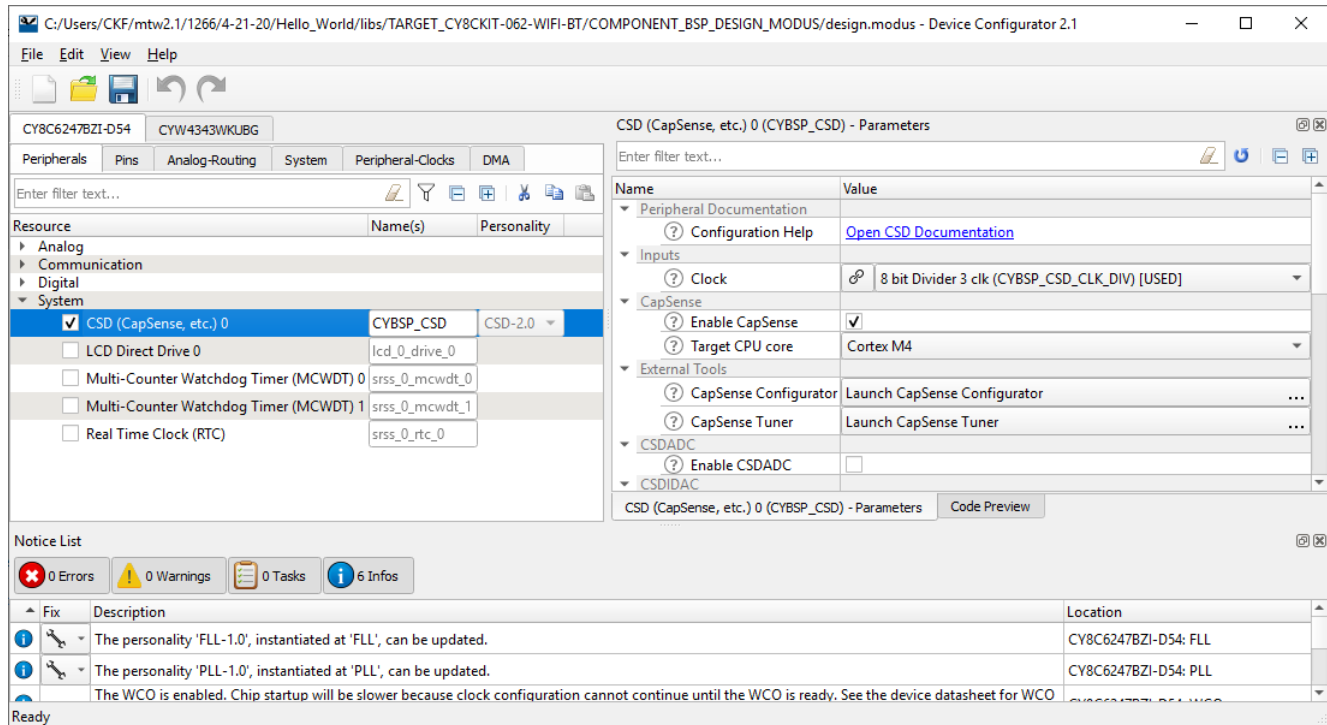 C:/Users/CKF/mtw2.1/1266/4-21-20/Hello_World/libs/TARGET_CY8CKIT-062-WIFI-BT/COMPONENT_BSP_DESIGN_MODUS/design.modus - Device Configurator 2.1
File Edit View Help
CY8C6247BZI-D54 CYW4343WKUBG
Peripherals Pins Analog-Routing System Peripheral-Clocks DMA
Enter filter text...
Resource Name(s) Personality
Analog
Communication
Digital
System
CSD (CapSense, etc.) 0 CYBSP_CSD CSD-2.0
LCD Direct Drive 0 lcd_0_drive_0
Multi-Counter Watchdog Timer (MCWDT) 0 srss_0_mcwdt_0
Multi-Counter Watchdog Timer (MCWDT) 1 srss_0_mcwdt_1
Real Time Clock (RTC) srss_0_rtc_0
CSD (CapSense, etc.) 0 (CYBSP_CSD) - Parameters
Enter filter text...
Name Value
Peripheral Documentation
? Configuration Help Open CSD Documentation
Inputs
? Clock 8 bit Divider 3 clk (CYBSP_CSD_CLK_DIV) [USED]
CapSense
? Enable CapSense
? Target CPU core Cortex M4
External Tools
? CapSense Configurator Launch CapSense Configurator ...
? CapSense Tuner Launch CapSense Tuner ...
CSDADC
? Enable CSDADC
CSDIDAC
CSD (CapSense, etc.) 0 (CYBSP_CSD) - Parameters Code Preview
Notice List
0 Errors 0 Warnings 0 Tasks 6 Infos
Fix Description Location
The personality 'FLL-1.0', instantiated at 'FLL', can be updated. CY8C6247BZI-D54: FLL
The personality 'PLL-1.0', instantiated at 'PLL', can be updated. CY8C6247BZI-D54: PLL
The WCO is enabled. Chip startup will be slower because clock configuration cannot continue until the WCO is ready. See the device datasheet for WCO
Ready